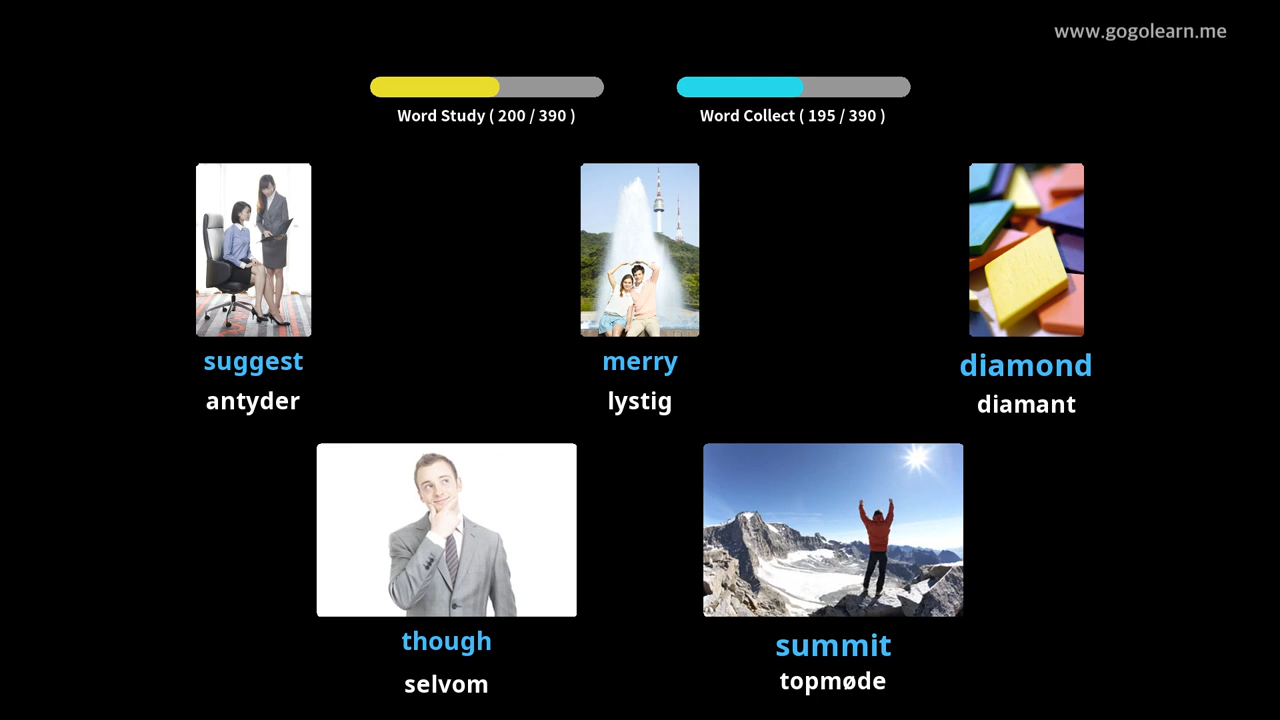 www.gogolearn.me
Word Study ( 200 / 390 )
Word Collect ( 195 / 390 )
suggest
antyder
merry
lystig
diamond
diamant
though
selvom
summit
topmøde